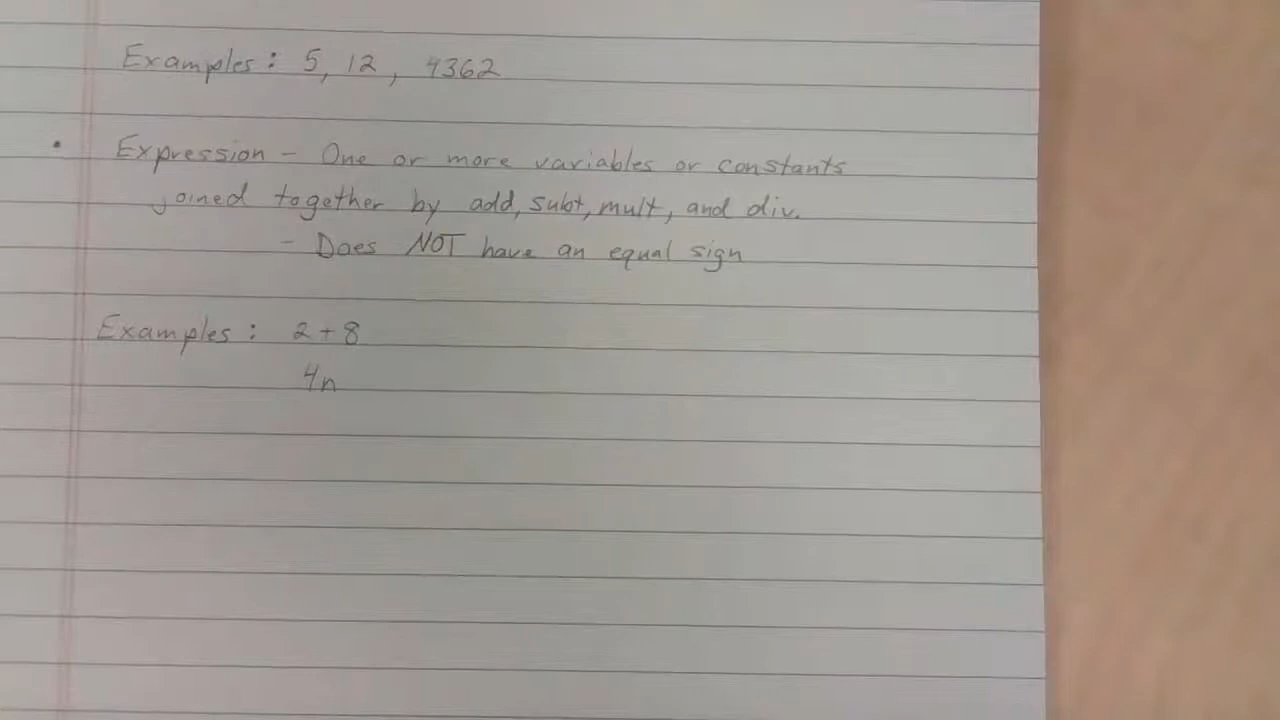 Examples: 5, 12, 4362
• Expression - One or more variables or constants
joined together by add, subt, mult, and div.
- Does NOT have an equal sign
Examples: 2+8
4n